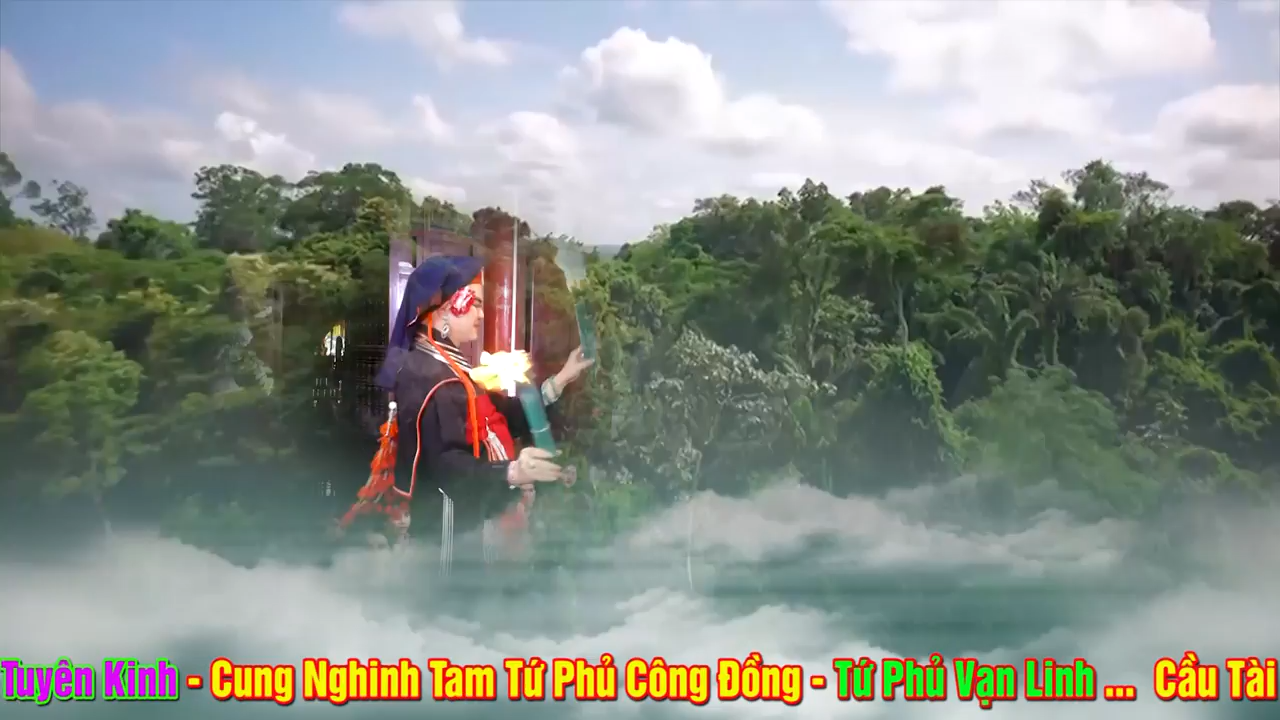 Tuyên Kinh - Cung Nghinh Tam Tứ Phủ Công Đồng - Tứ Phủ Vạn Linh ... Cầu Tài